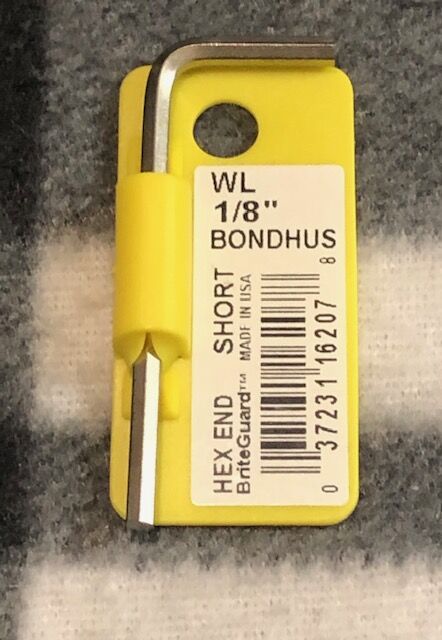 WL
1/8"
BONDHUS
HEX END SHORT
BriteGuard™ MADE IN USA
0 37231 16207 8